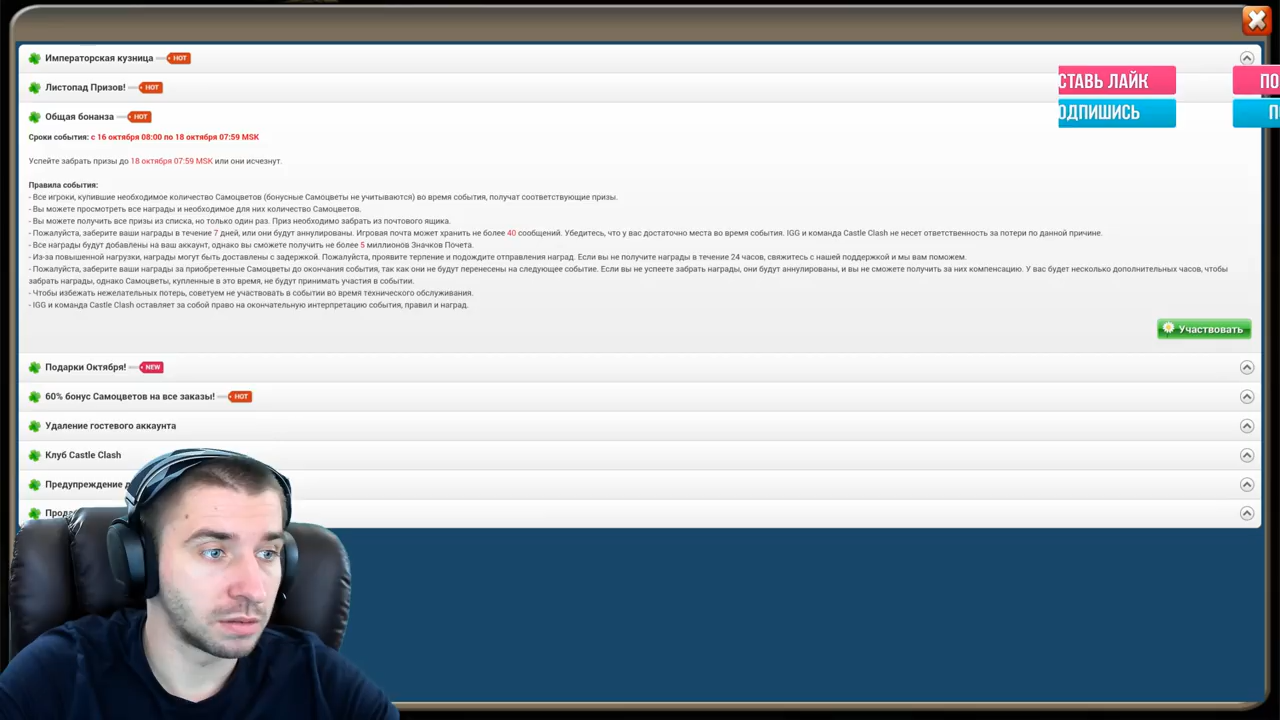 Императорская кузница HOT
Листопад Призов! HOT
СТАВЬ ЛАЙК
ПО
Общая бонанза HOT
ОДПИШИСЬ
П
Сроки события: с 16 октября 08:00 по 18 октября 07:59 MSK
Успейте забрать призы до 18 октября 07:59 MSK или они исчезнут.
Правила события:
- Все игроки, купившие необходимое количество Самоцветов (бонусные Самоцветы не учитываются) во время события, получат соответствующие призы.
- Вы можете просмотреть все награды и необходимое для них количество Самоцветов.
- Вы можете получить все призы из списка, но только один раз. Приз необходимо забрать из почтового ящика.
- Пожалуйста, заберите ваши награды в течение 7 дней, или они будут аннулированы. Игровая почта может хранить не более 40 сообщений. Убедитесь, что у вас достаточно места во время события. IGG и команда Castle Clash не несет ответственность за потери по данной причине.
- Все награды будут добавлены на ваш аккаунт, однако вы сможете получить не более 5 миллионов Значков Почета.
- Из-за повышенной нагрузки, награды могут быть доставлены с задержкой. Пожалуйста, проявите терпение и подождите отправления наград. Если вы не получите награды в течение 24 часов, свяжитесь с нашей поддержкой и мы вам поможем.
- Пожалуйста, заберите ваши награды за приобретенные Самоцветы до окончания события, так как они не будут перенесены на следующее событие. Если вы не успеете забрать награды, они будут аннулированы, и вы не сможете получить за них компенсацию. У вас будет несколько дополнительных часов, чтобы
забрать награды, однако Самоцветы, купленные в это время, не будут принимать участия в событии.
- Чтобы избежать нежелательных потерь, советуем не участвовать в событии во время технического обслуживания.
- IGG и команда Castle Clash оставляет за собой право на окончательную интерпретацию события, правил и наград.
Участвовать
Подарки Октября! NEW
60% бонус Самоцветов на все заказы! HOT
Удаление гостевого аккаунта
Клуб Castle Clash
Предупреждение